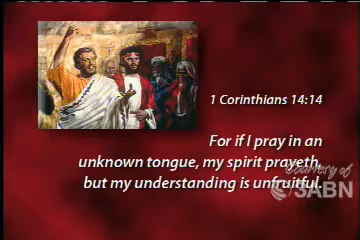 1 Corinthians 14:14
For if I pray in an
unknown tongue, my spirit prayeth,
but my understanding is unfruitful.
Courtesy of
3ABN